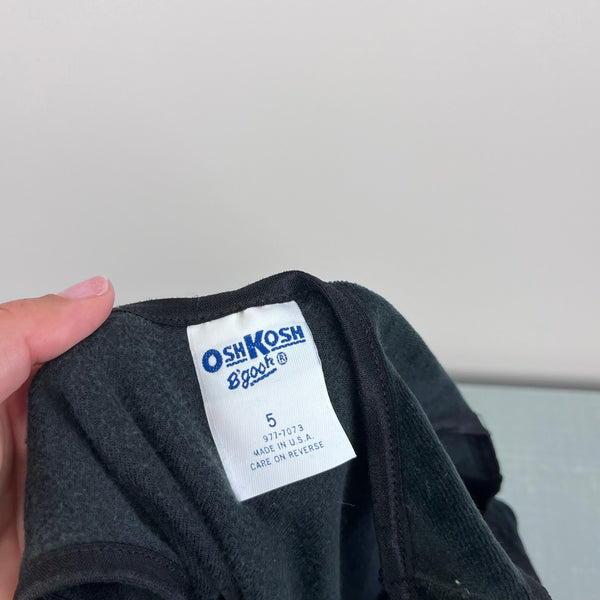 OSHKOSH
B'gosh®
5
977-7073
MADE IN U.S.A.
CARE ON REVERSE